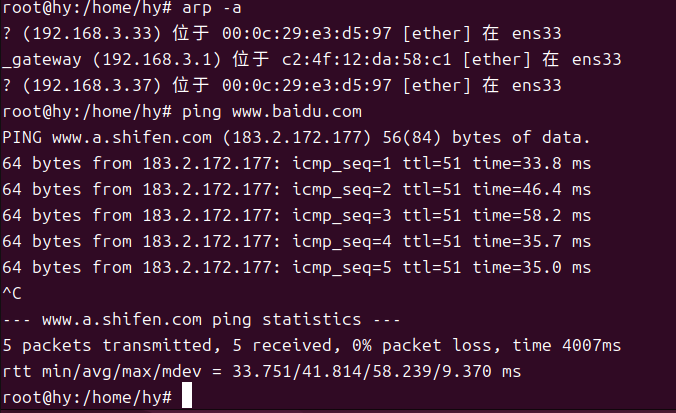 root@hy:/home/hy# arp -a
? (192.168.3.33) 位于 00:0c:29:e3:d5:97 [ether] 在 ens33
_gateway (192.168.3.1) 位于 c2:4f:12:da:58:c1 [ether] 在 ens33
? (192.168.3.37) 位于 00:0c:29:e3:d5:97 [ether] 在 ens33
root@hy:/home/hy# ping www.baidu.com
PING www.a.shifen.com (183.2.172.177) 56(84) bytes of data.
64 bytes from 183.2.172.177: icmp_seq=1 ttl=51 time=33.8 ms
64 bytes from 183.2.172.177: icmp_seq=2 ttl=51 time=46.4 ms
64 bytes from 183.2.172.177: icmp_seq=3 ttl=51 time=58.2 ms
64 bytes from 183.2.172.177: icmp_seq=4 ttl=51 time=35.7 ms
64 bytes from 183.2.172.177: icmp_seq=5 ttl=51 time=35.0 ms
^C
--- www.a.shifen.com ping statistics ---
5 packets transmitted, 5 received, 0% packet loss, time 4007ms
rtt min/avg/max/mdev = 33.751/41.814/58.239/9.370 ms
root@hy:/home/hy#